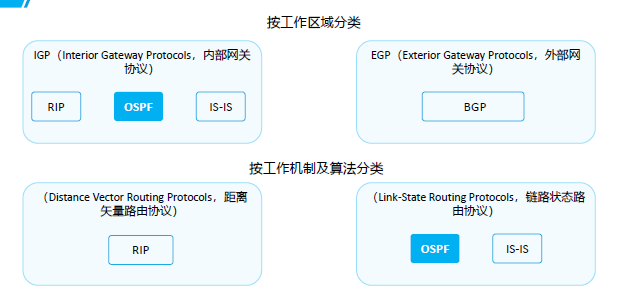 按工作区域分类
IGP（Interior Gateway Protocols，内部网关
协议）
RIP
OSPF
IS-IS
EGP（Exterior Gateway Protocols，外部网
关协议）
BGP
按工作机制及算法分类
（Distance Vector Routing Protocols，距离
矢量路由协议）
RIP
（Link-State Routing Protocols，链路状态路
由协议）
OSPF
IS-IS